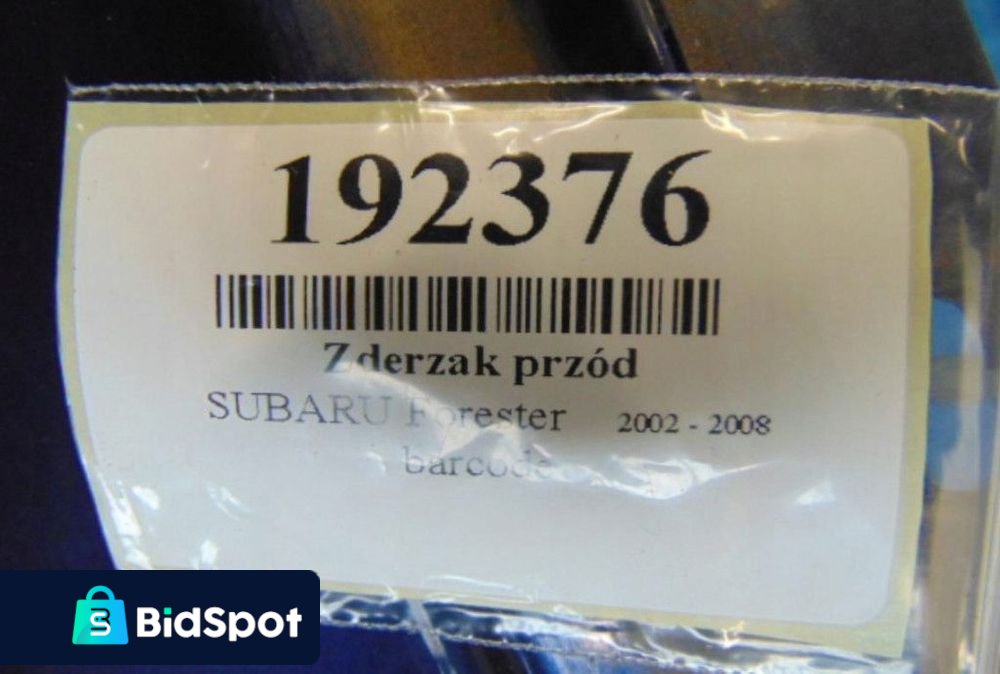 192376
Zderzak przód
SUBARU Forester 2002 - 2008
barcode
BidSpot